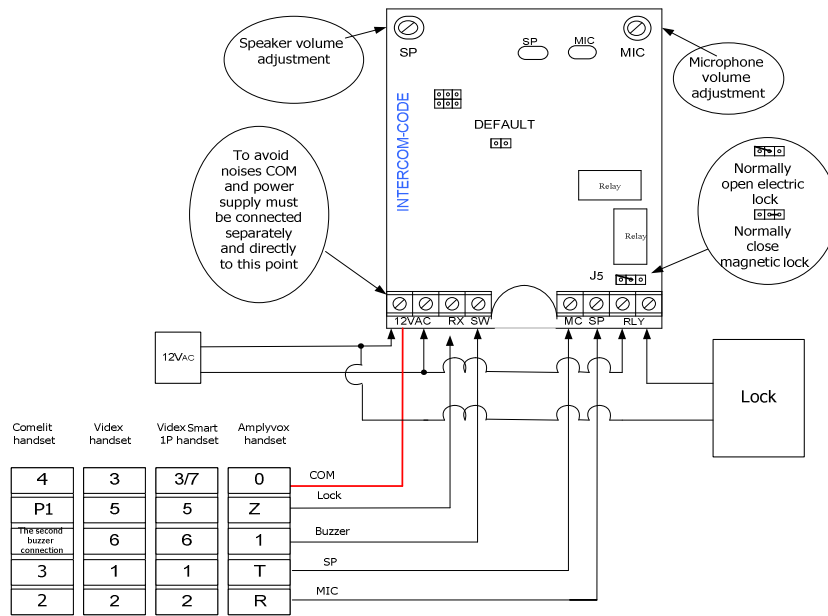 Speaker volume
adjustment
SP
SP
MIC
MIC
Microphone
volume
adjustment
INTERCOM-CODE
DEFAULT
To avoid
noises COM
and power
supply must
be connected
separately
and directly
to this point
Relay
Relay
Normally
open electric
lock
Normally
close
magnetic lock
J5
12VAC RX SW MC SP RLY
12VAC
Lock
Comelit
handset
Videx
handset
Videx Smart
1P handset
Amplyvox
handset
4 3 3/7 0 COM
P1 5 5 Z Lock
The second
buzzer
connection
6 6 1 Buzzer
3 1 1 T SP
2 2 2 R MIC